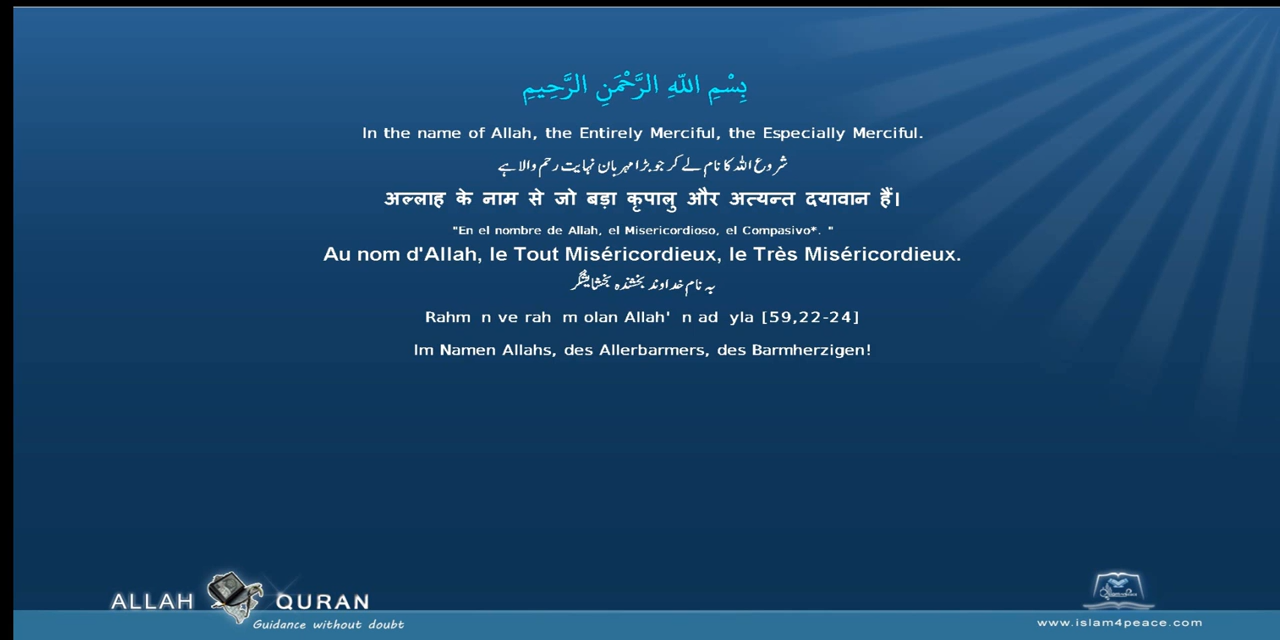 بِسْمِ اللَّهِ الرَّحْمَنِ الرَّحِيمِ
In the name of Allah, the Entirely Merciful, the Especially Merciful.
شروع اللہ کا نام لے کر جو بڑا مہربان نہایت رحم والا ہے
अल्लाह के नाम से जो बड़ा कृपालु और अत्यन्त दयावान हैं।
"En el nombre de Allah, el Misericordioso, el Compasivo*. "
Au nom d'Allah, le Tout Miséricordieux, le Très Miséricordieux.
به نام خداوند بخشنده بخشایشگر
Rahm n ve rah m olan Allah' n ad yla [59,22-24]
Im Namen Allahs, des Allerbarmers, des Barmherzigen!
ALLAH QURAN
Guidance without doubt
www.islam4peace.com